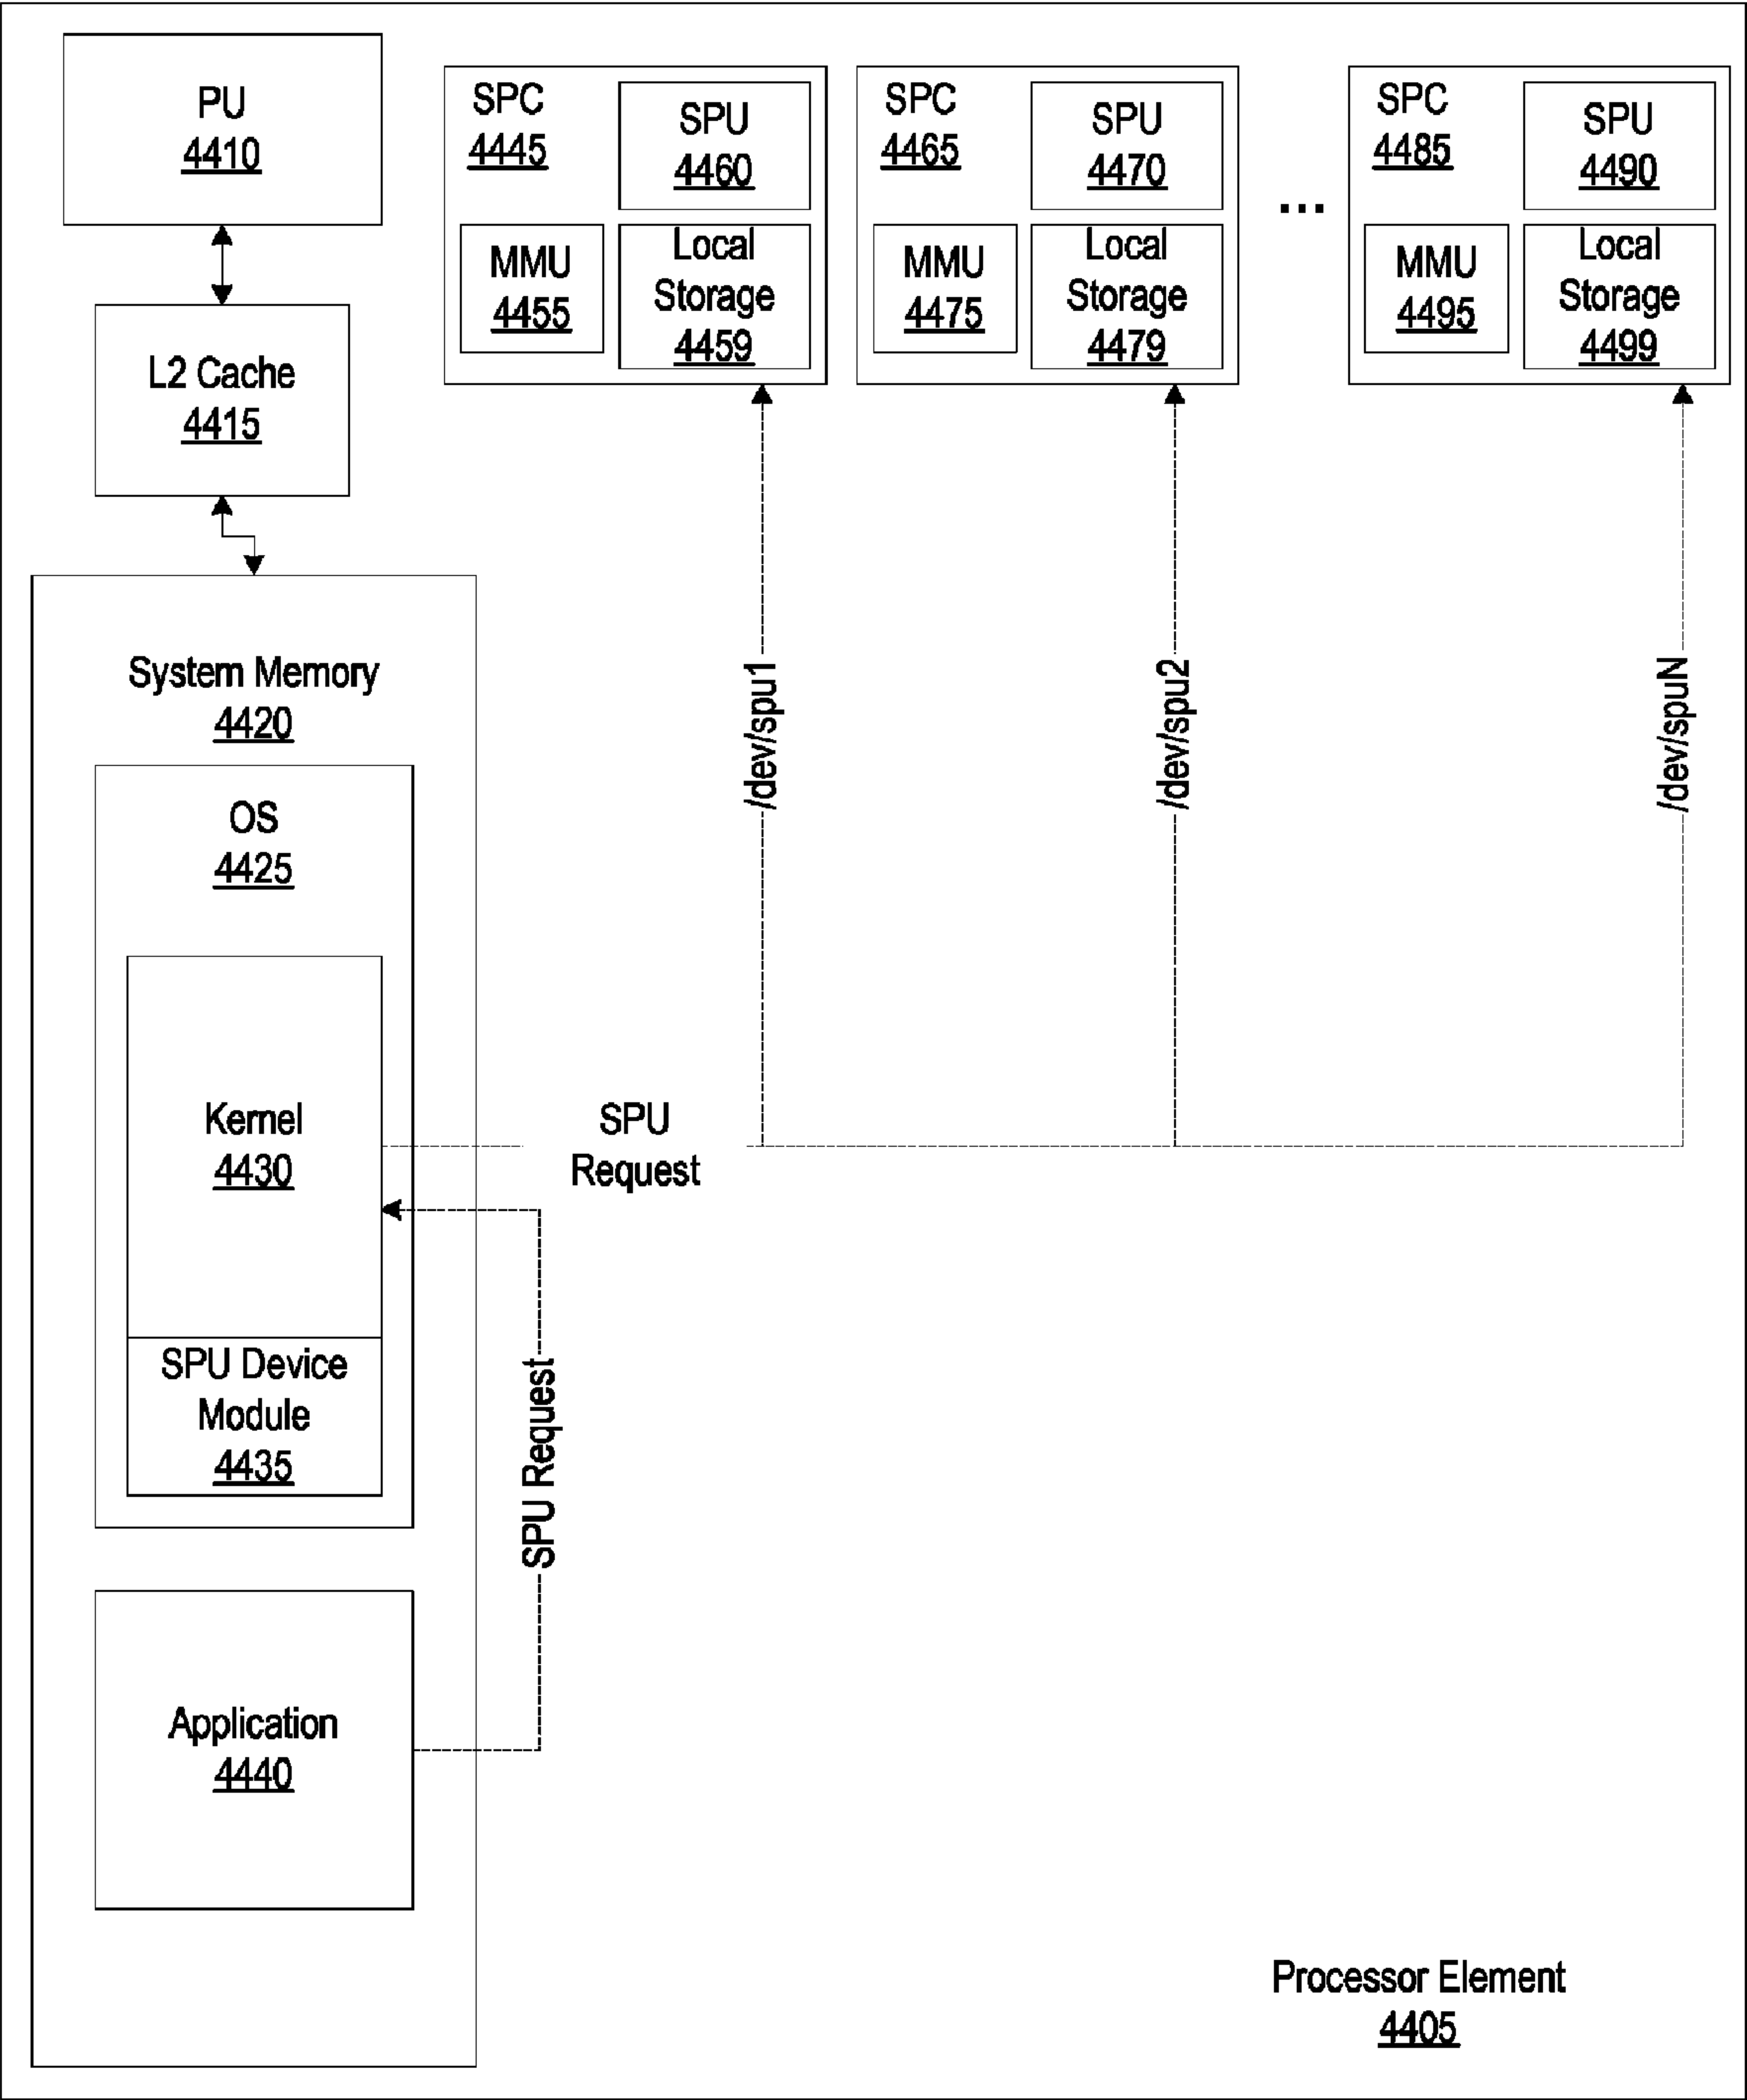 PU
4410
L2 Cache
4415
SPC
4445
SPU
4460
MMU
4455
Local
Storage
4459
SPC
4465
SPU
4470
MMU
4475
Local
Storage
4479
...
SPC
4485
SPU
4490
MMU
4495
Local
Storage
4499
System Memory
4420
OS
4425
Kernel
4430
SPU Device
Module
4435
Application
4440
SPU
Request
SPU Request
/dev/spu1
/dev/spu2
/dev/spuN
Processor Element
4405